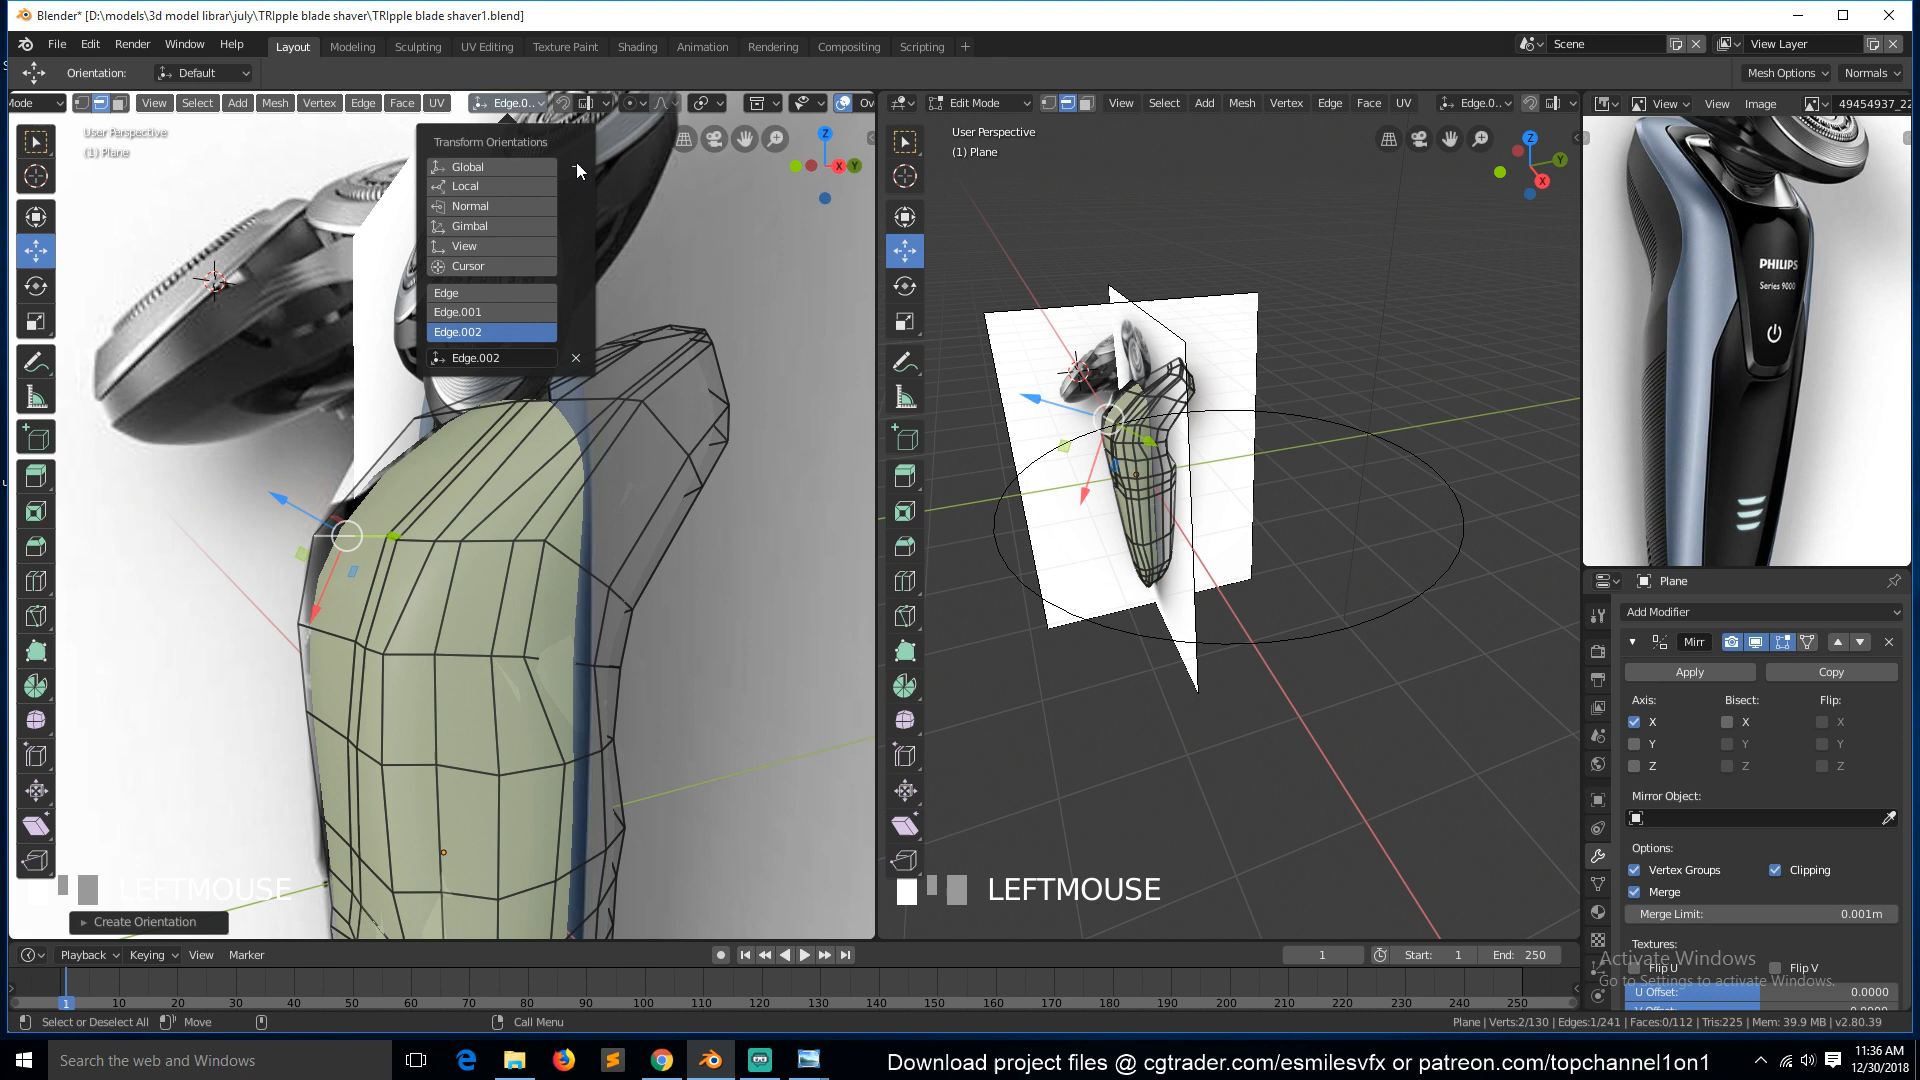 Blender* [D:\models\3d model librar\july\TRIpple blade shaver\TRIpple blade shaver1.blend]
File Edit Render Window Help Layout Modeling Sculpting UV Editing Texture Paint Shading Animation Rendering Compositing Scripting + Scene View Layer
Orientation: Default Mesh Options Normals
Mode View Select Add Mesh Vertex Edge Face UV Edge.0.. Ov
Edit Mode View Select Add Mesh Vertex Edge Face UV Edge.0..
View View Image 49454937_22
User Perspective
(1) Plane
Transform Orientations
Global
Local
Normal
Gimbal
View
Cursor
Edge
Edge.001
Edge.002
Edge.002
Z
X
Y
LEFTMOUSE
Create Orientation
User Perspective
(1) Plane
Z
Y
X
LEFTMOUSE
PHILIPS
Series 9000
Plane
Add Modifier
Mirr
Apply Copy
Axis: Bisect: Flip:
X X X
Y Y Y
Z Z Z
Mirror Object:
Options:
Vertex Groups Clipping
Merge
Merge Limit: 0.001m
Textures:
Flip U Flip V
U Offset: 0.0000
Activate Windows
Go to Settings to activate Windows.
Playback Keying View Marker 1 Start: 1 End: 250
1 10 20 30 40 50 60 70 80 90 100 110 120 130 140 150 160 170 180 190 200 210 220 230 240 250
Select or Deselect All Move Call Menu Plane | Verts:2/130 | Edges:1/241 | Faces:0/112 | Tris:225 | Mem: 39.9 MB | v2.80.39
Search the web and Windows
Download project files @ cgtrader.com/esmilesvfx or patreon.com/topchannel1on1
11:36 AM
12/30/2018